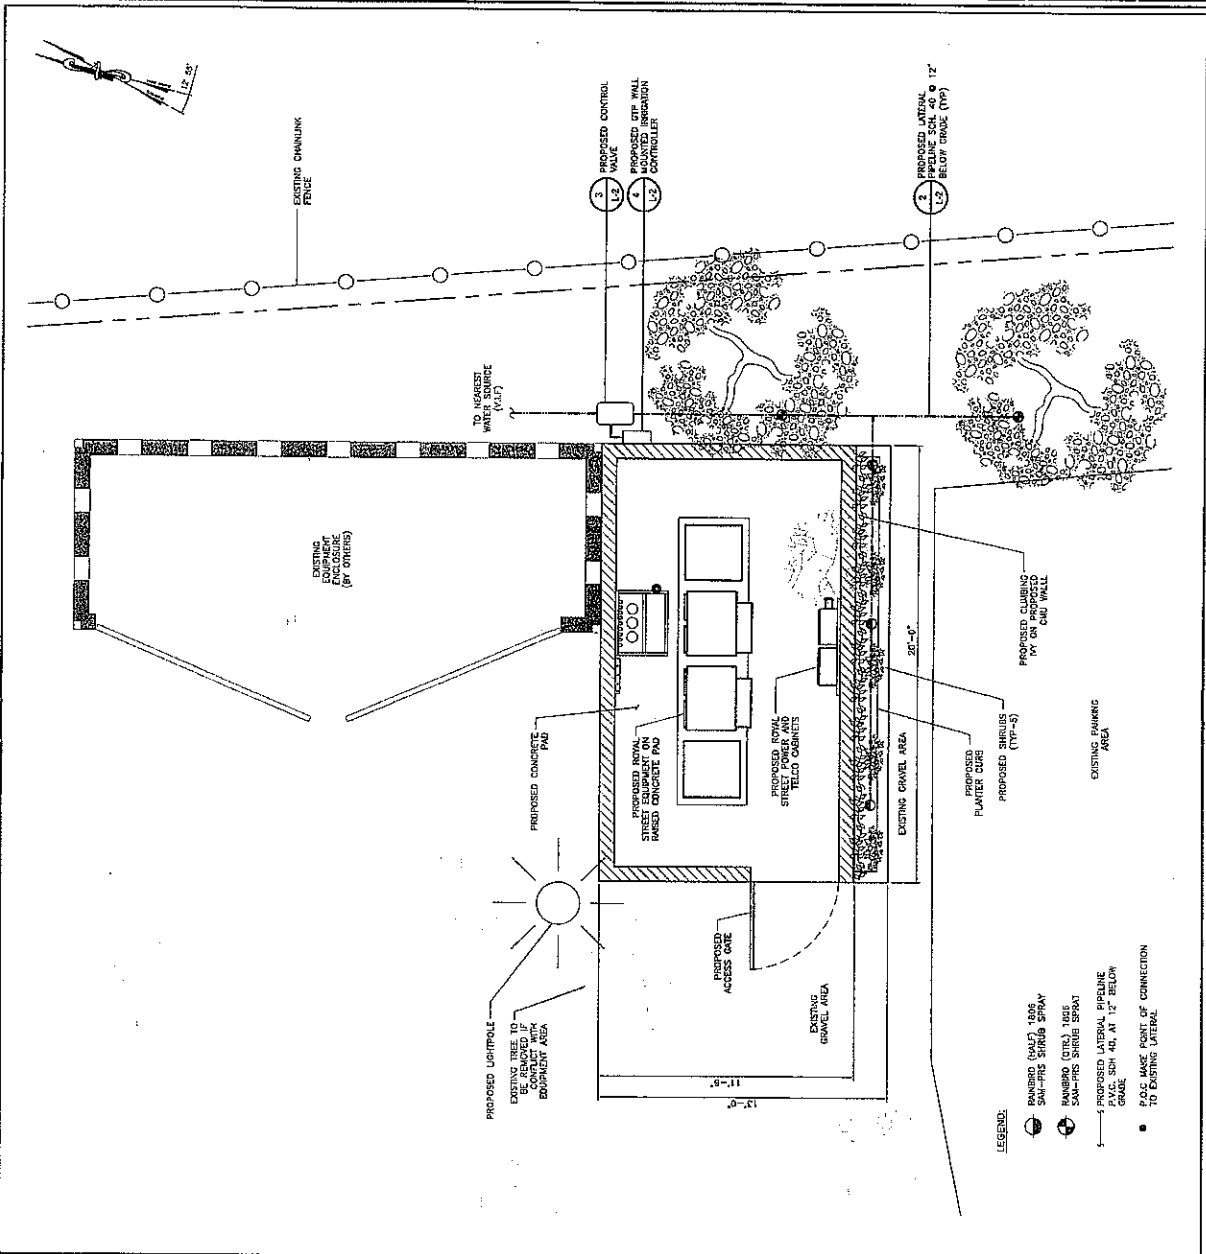 12° 55'
EXISTING CHAINLINK
FENCE
3
L-2
PROPOSED CONTROL
VALVE
4
L-2
PROPOSED GTP WALL
MOUNTED IRRIGATION
CONTROLLER
2
L-2
PROPOSED LATERAL
PIPELINE SCH. 40 @ 12"
BELOW GRADE (TYP)
TO NEAREST
WATER SOURCE
(V.I.F)
EXISTING
EQUIPMENT
ENCLOSURE
(BY OTHERS)
PROPOSED CONCRETE
PAD
PROPOSED ROYAL
STREET EQUIPMENT ON
RAISED CONCRETE PAD
PROPOSED ROYAL
STREET POWER AND
TELCO CABINETS
PROPOSED CLIMBING
IVY ON PROPOSED
CMU WALL
20'-0"
EXISTING GRAVEL AREA
PROPOSED
PLANTER CURB
PROPOSED SHRUBS
(TYP-5)
EXISTING PARKING
AREA
PROPOSED LIGHTPOLE
EXISTING TREE TO
BE REMOVED IF
CONFLICT WITH
EQUIPMENT AREA
PROPOSED
ACCESS GATE
EXISTING
GRAVEL AREA
11'-6"
13'-0"
LEGEND:
RAINBIRD (HALF) 1806
SAM-PRS SHRUB SPRAY
RAINBIRD (QTR.) 1806
SAM-PRS SHRUB SPRAY
PROPOSED LATERIAL PIPELINE
P.V.C. SCH 40, AT 12" BELOW
GRADE
P.O.C MAKE POINT OF CONNECTION
TO EXISTING LATERAL